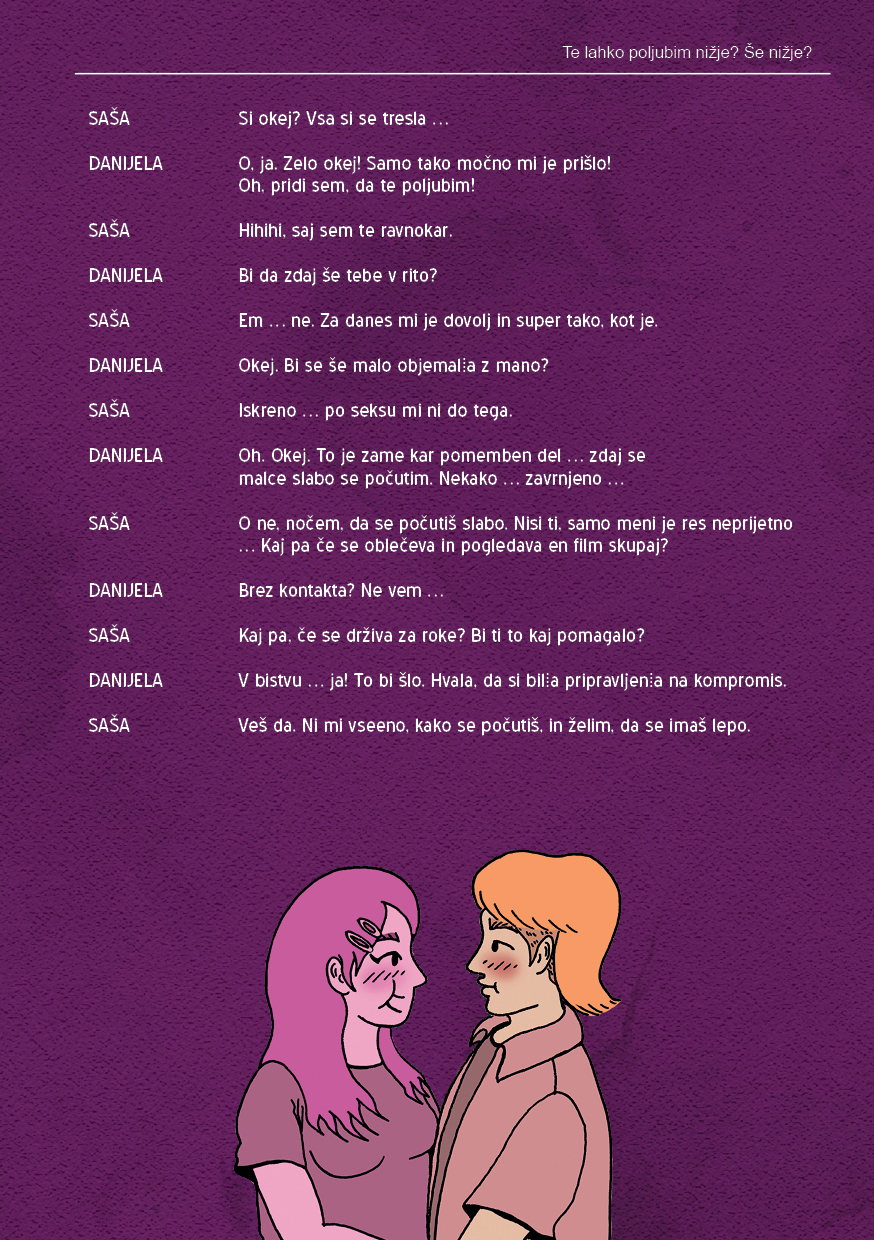 Te lahko poljubim nižje? Še nižje?
SAŠA Si okej? Vsa si se tresla …
DANIJELA O, ja. Zelo okej! Samo tako močno mi je prišlo!
Oh, pridi sem, da te poljubim!
SAŠA Hihihi, saj sem te ravnokar.
DANIJELA Bi da zdaj še tebe v rito?
SAŠA Em … ne. Za danes mi je dovolj in super tako, kot je.
DANIJELA Okej. Bi se še malo objemal⁝a z mano?
SAŠA Iskreno … po seksu mi ni do tega.
DANIJELA Oh. Okej. To je zame kar pomemben del … zdaj se
malce slabo se počutim. Nekako … zavrnjeno …
SAŠA O ne, nočem, da se počutiš slabo. Nisi ti, samo meni je res neprijetno
… Kaj pa če se oblečeva in pogledava en film skupaj?
DANIJELA Brez kontakta? Ne vem …
SAŠA Kaj pa, če se drživa za roke? Bi ti to kaj pomagalo?
DANIJELA V bistvu … ja! To bi šlo. Hvala, da si bil⁝a pripravljen⁝a na kompromis.
SAŠA Veš da. Ni mi vseeno, kako se počutiš, in želim, da se imaš lepo.